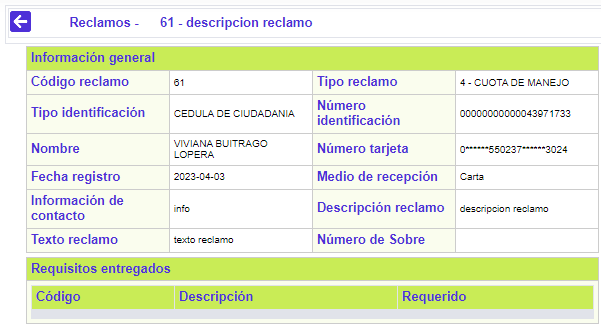 Reclamos - 61 - descripcion reclamo
Información general
Código reclamo 61 Tipo reclamo 4 - CUOTA DE MANEJO
Tipo identificación CEDULA DE CIUDADANIA Número identificación 00000000000043971733
Nombre VIVIANA BUITRAGO LOPERA Número tarjeta 0******550237******3024
Fecha registro 2023-04-03 Medio de recepción Carta
Información de contacto info Descripción reclamo descripcion reclamo
Texto reclamo texto reclamo Número de Sobre
Requisitos entregados
Código Descripción Requerido